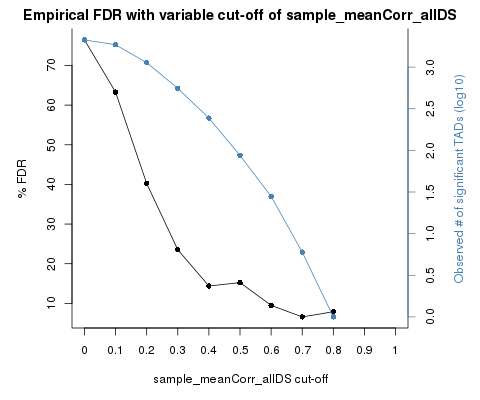 Empirical FDR with variable cut-off of sample_meanCorr_allDS
% FDR
70
60
50
40
30
20
10
3.0
2.5
2.0
1.5
1.0
0.5
0.0
Observed # of significant TADs (log10)
0 0.1 0.2 0.3 0.4 0.5 0.6 0.7 0.8 0.9 1
sample_meanCorr_allDS cut-off